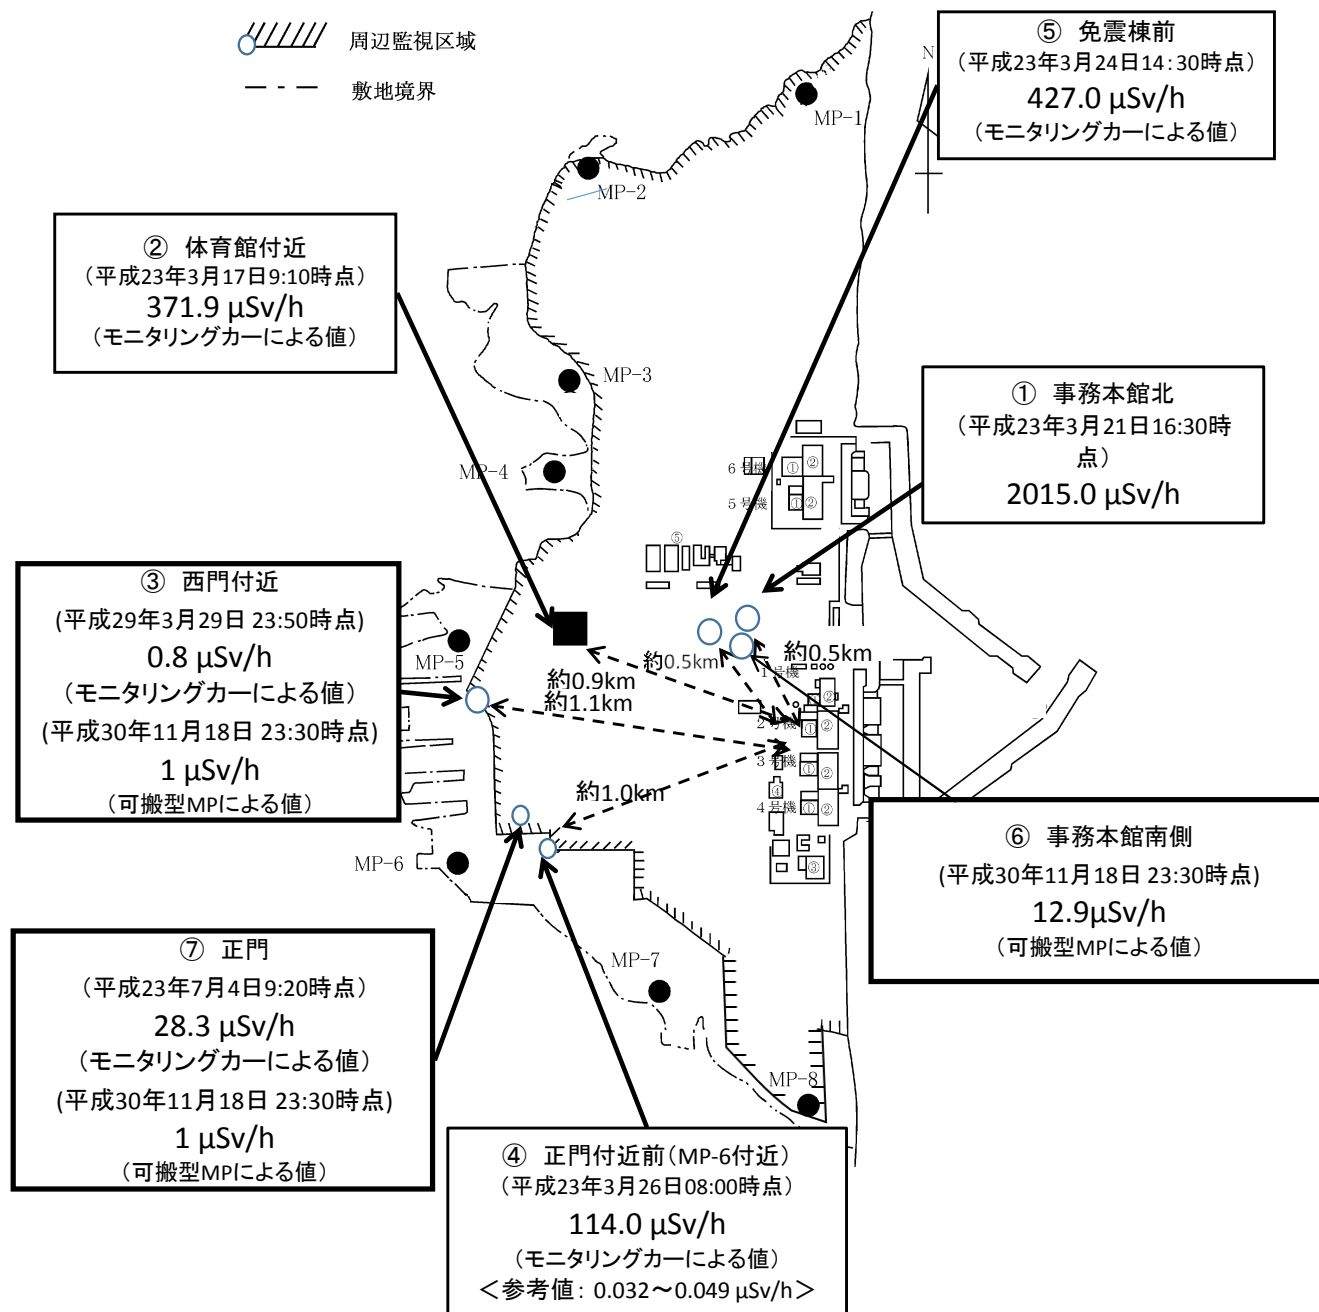 周辺監視区域
敷地境界
⑤ 免震棟前
(平成23年3月24日14:30時点)
427.0 μSv/h
(モニタリングカーによる値)
N
MP-1
MP-2
② 体育館付近
(平成23年3月17日9:10時点)
371.9 μSv/h
(モニタリングカーによる値)
MP-3
① 事務本館北
(平成23年3月21日16:30時
点)
2015.0 μSv/h
MP-4
6号機
① ②
5号機
① ②
⑤
③ 西門付近
(平成29年3月29日 23:50時点)
0.8 μSv/h
(モニタリングカーによる値)
(平成30年11月18日 23:30時点)
1 μSv/h
(可搬型MPによる値)
MP-5
約0.9km
約1.1km
約0.5km
約0.5km
1号機
②
2号機
① ②
3号機
① ②
④
4号機
① ②
③
約1.0km
MP-6
⑥ 事務本館南側
(平成30年11月18日 23:30時点)
12.9μSv/h
(可搬型MPによる値)
⑦ 正門
(平成23年7月4日9:20時点)
28.3 μSv/h
(モニタリングカーによる値)
(平成30年11月18日 23:30時点)
1 μSv/h
(可搬型MPによる値)
MP-7
MP-8
④ 正門付近前(MP-6付近)
(平成23年3月26日08:00時点)
114.0 μSv/h
(モニタリングカーによる値)
<参考値: 0.032～0.049 μSv/h>